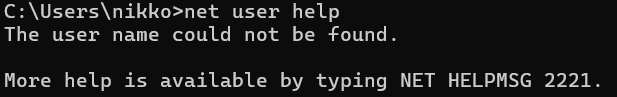 C:\Users\nikko>net user help
The user name could not be found.
More help is available by typing NET HELPMSG 2221.